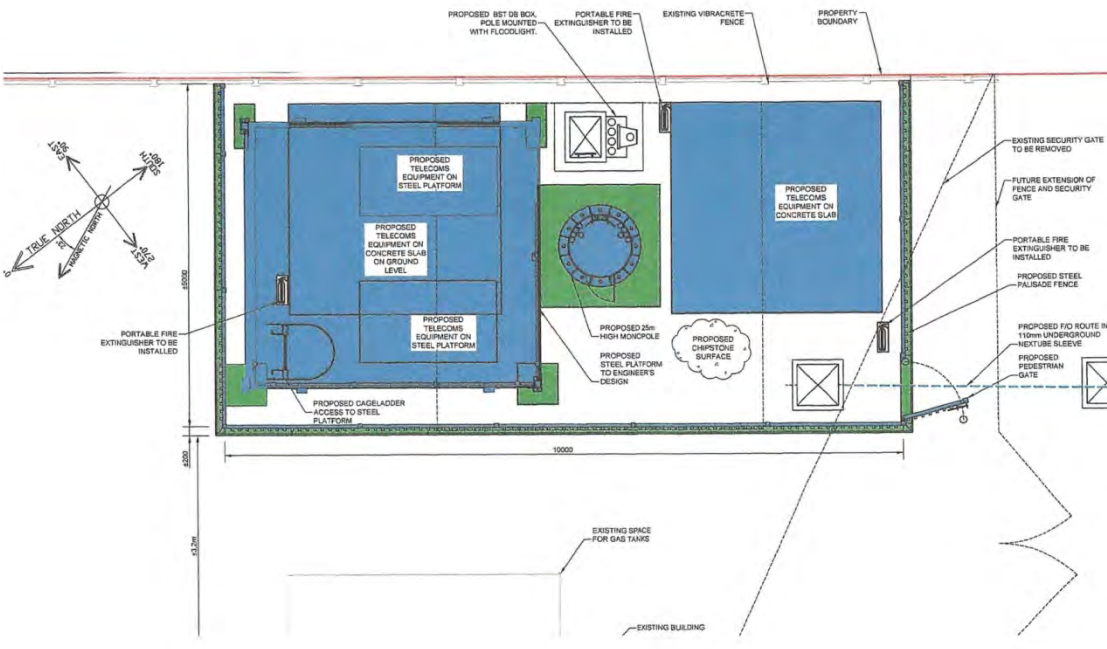 PROPOSED BST DB BOX,
POLE MOUNTED
WITH FLOODLIGHT.
PORTABLE FIRE
EXTINGUISHER TO BE
INSTALLED
EXISTING VIBRACRETE
FENCE
PROPERTY
BOUNDARY
EXISTING SECURITY GATE
TO BE REMOVED
FUTURE EXTENSION OF
FENCE AND SECURITY
GATE
PORTABLE FIRE
EXTINGUISHER TO BE
INSTALLED
PROPOSED STEEL
PALISADE FENCE
PROPOSED F/O ROUTE IN
110mm UNDERGROUND
NEXTUBE SLEEVE
PROPOSED
PEDESTRIAN
GATE
EAST
90°
SOUTH
180°
TRUE NORTH
MAGNETIC NORTH
WEST
270°
±5000
PROPOSED
TELECOMS
EQUIPMENT ON
STEEL PLATFORM
PROPOSED
TELECOMS
EQUIPMENT ON
CONCRETE SLAB
ON GROUND
LEVEL
PROPOSED
TELECOMS
EQUIPMENT ON
STEEL PLATFORM
PROPOSED
TELECOMS
EQUIPMENT ON
CONCRETE SLAB
PORTABLE FIRE
EXTINGUISHER TO BE
INSTALLED
PROPOSED 25m
HIGH MONOPOLE
PROPOSED
STEEL PLATFORM
TO ENGINEER'S
DESIGN
PROPOSED
CHIPSTONE
SURFACE
PROPOSED CAGELADDER
ACCESS TO STEEL
PLATFORM
±200
10000
±3.2m
EXISTING SPACE
FOR GAS TANKS
EXISTING BUILDING